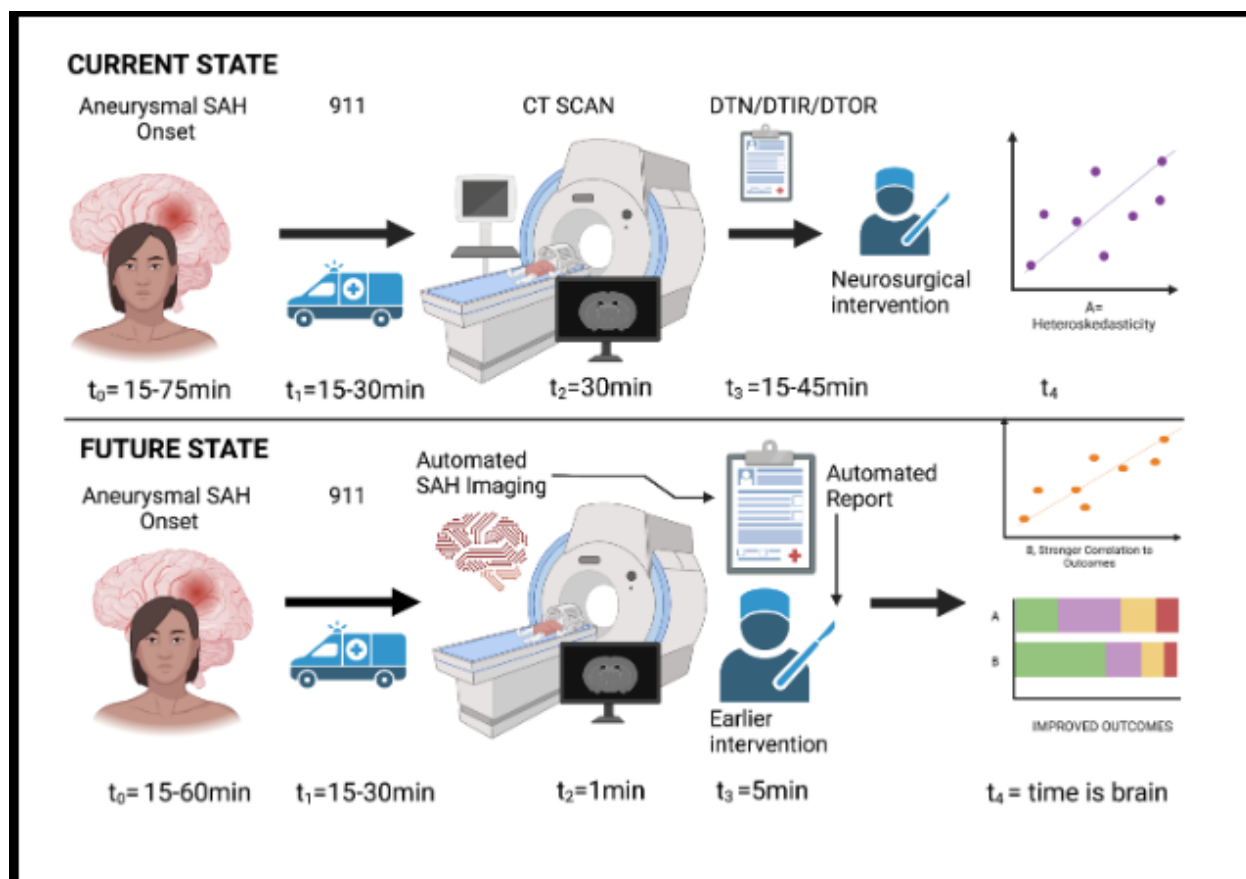 CURRENT STATE
Aneurysmal SAH
Onset
911
CT SCAN
DTN/DTIR/DTOR
Neurosurgical
intervention
A=
Heteroskedasticity
t₀= 15-75min
t₁=15-30min
t₂=30min
t₃=15-45min
t₄
FUTURE STATE
Aneurysmal SAH
Onset
911
Automated
SAH Imaging
Automated
Report
Earlier
intervention
B, Stronger Correlation to
Outcomes
A
B
IMPROVED OUTCOMES
t₀= 15-60min
t₁=15-30min
t₂=1min
t₃=5min
t₄= time is brain